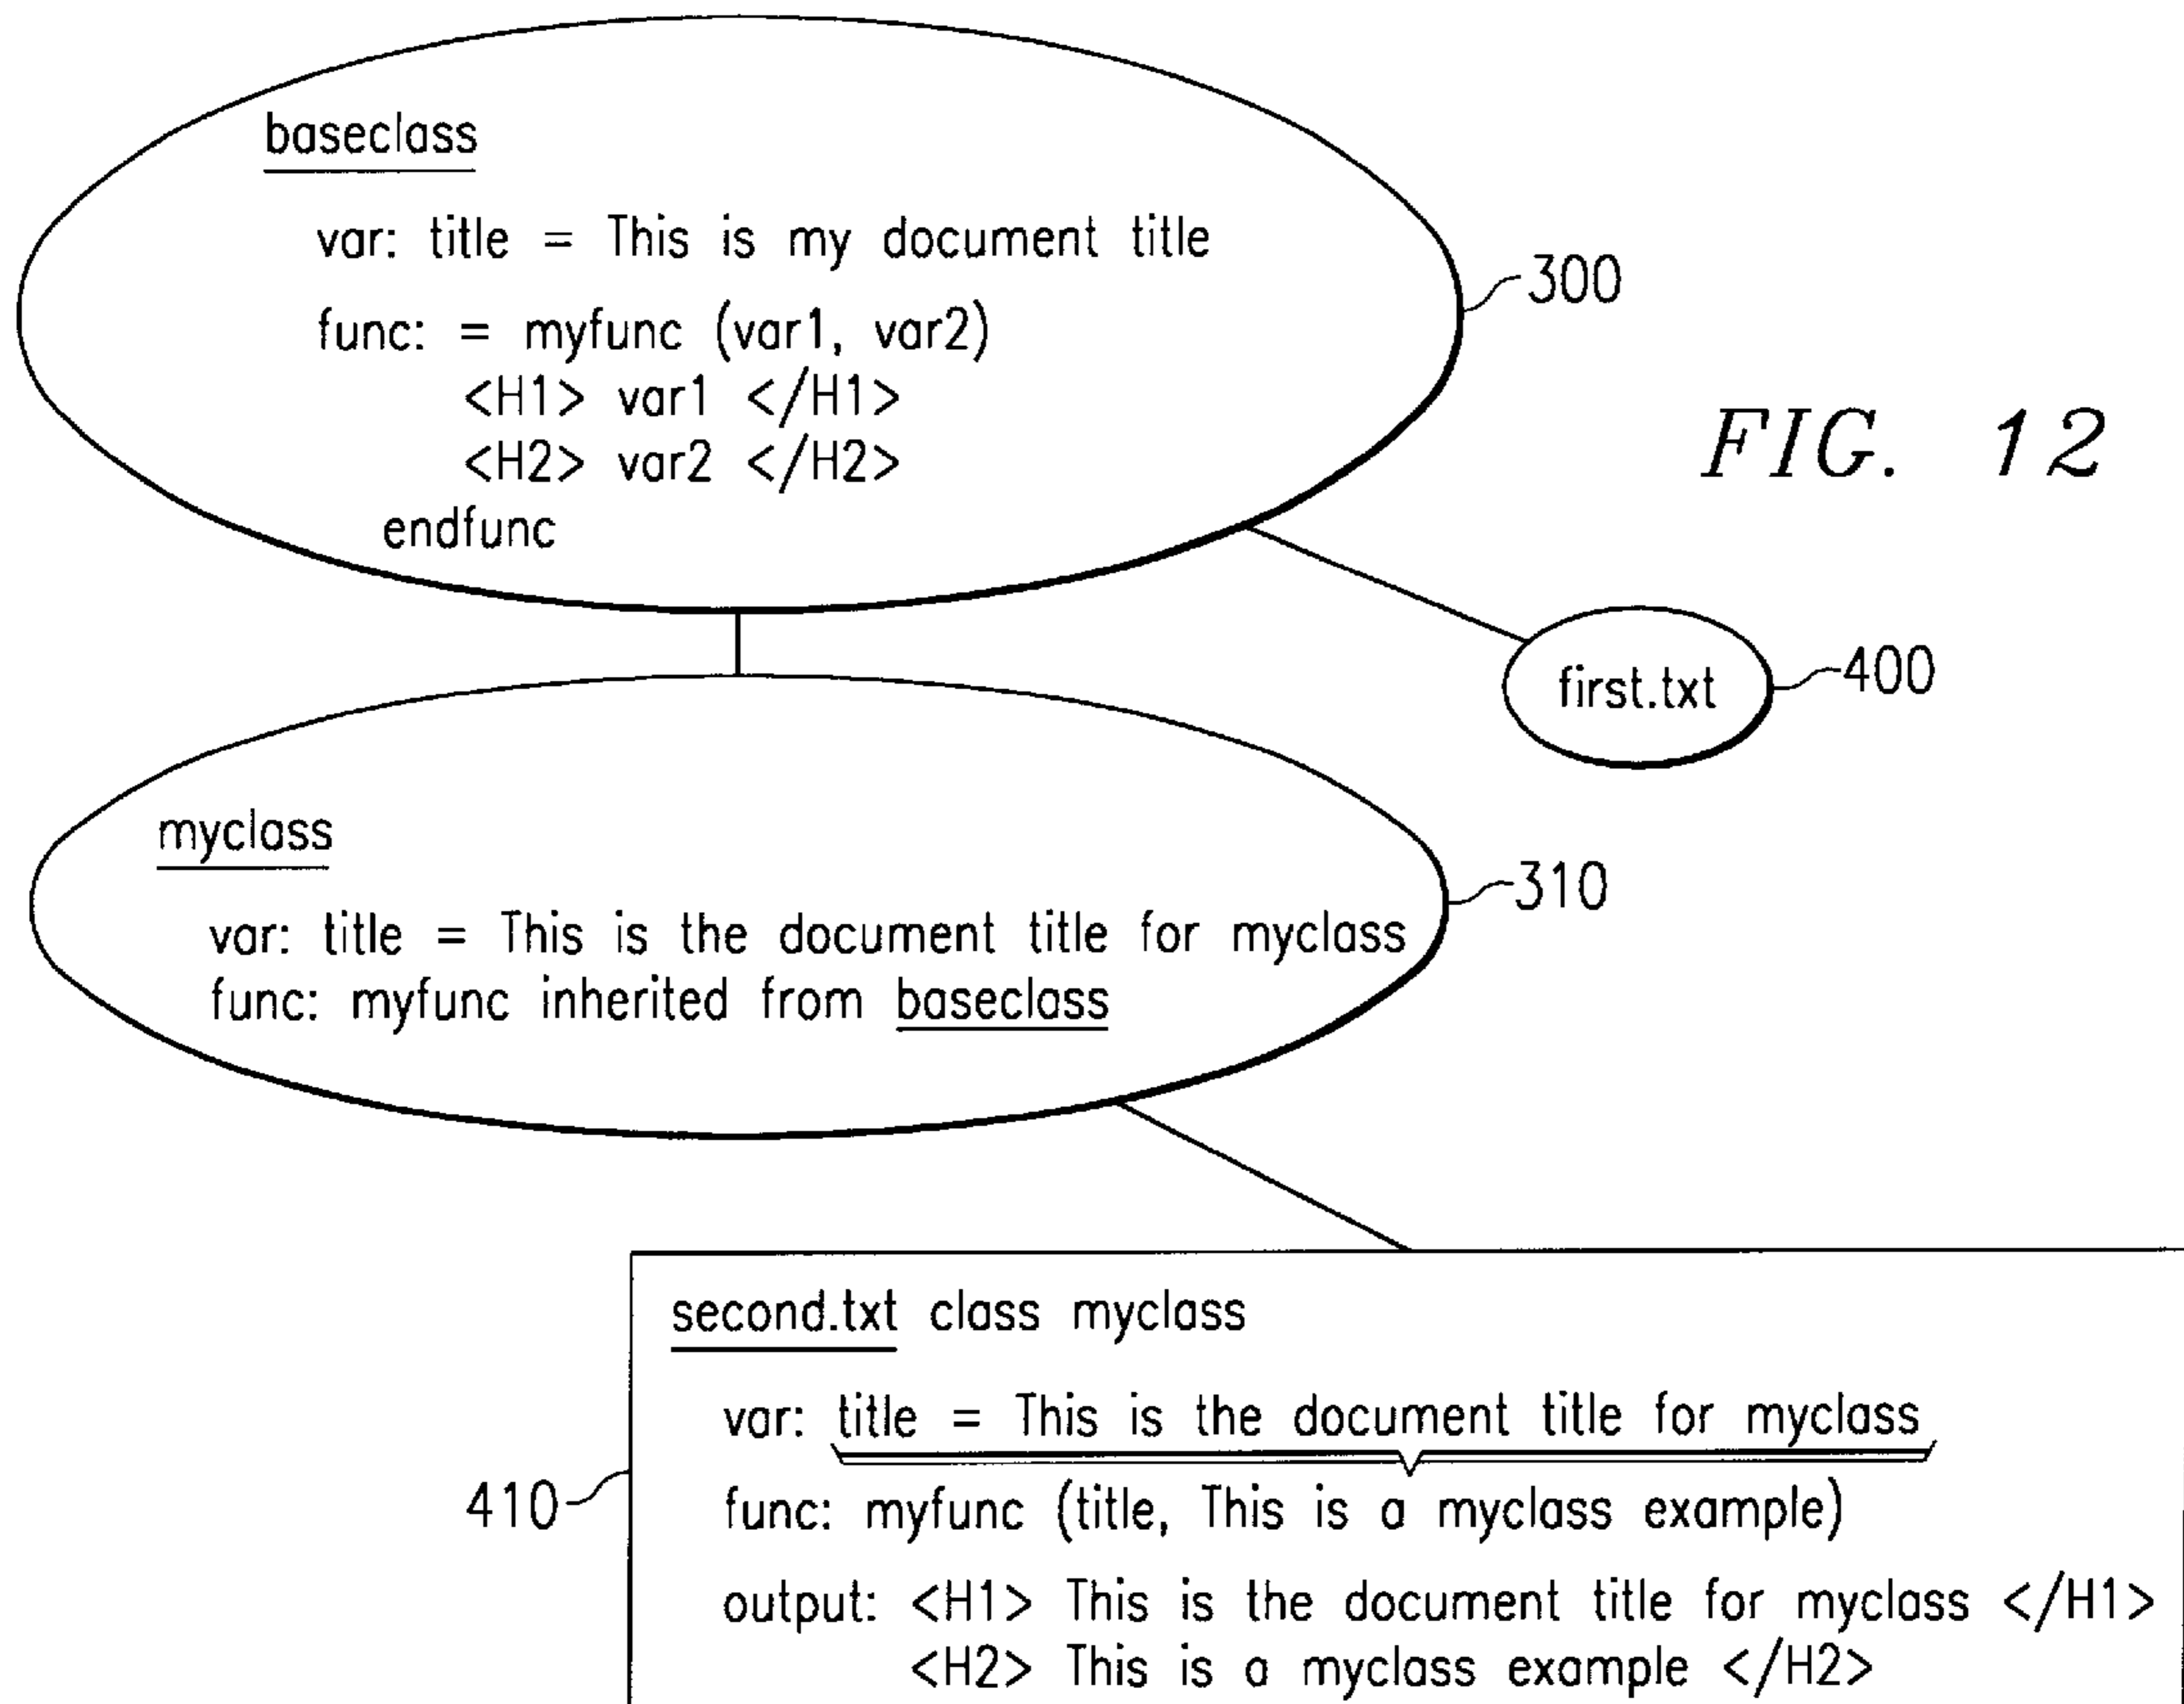 baseclass
var: title = This is my document title
func: = myfunc (var1, var2)
<H1> var1 </H1>
<H2> var2 </H2>
endfunc
300
FIG. 12
first.txt
400
myclass
var: title = This is the document title for myclass
func: myfunc inherited from baseclass
310
second.txt class myclass
var: title = This is the document title for myclass
func: myfunc (title, This is a myclass example)
output: <H1> This is the document title for myclass </H1>
<H2> This is a myclass example </H2>
410